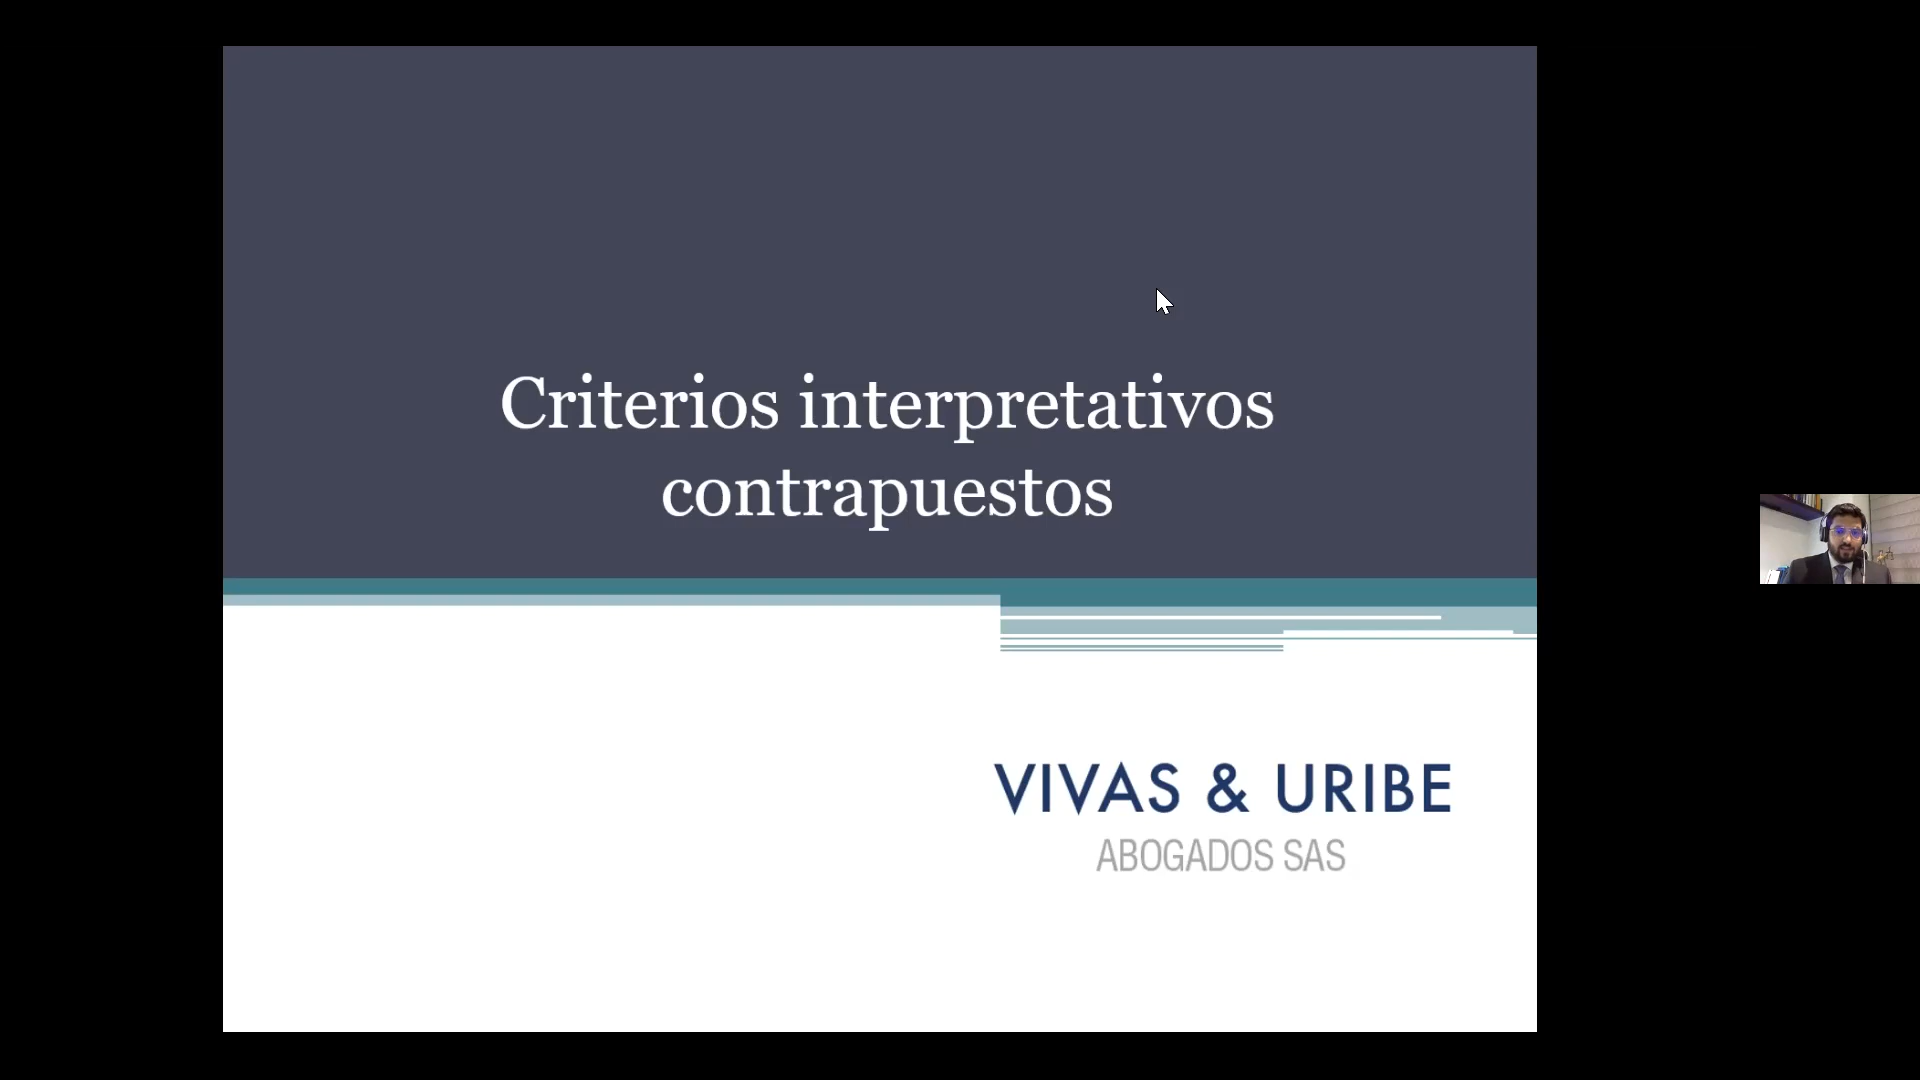 Criterios interpretativos
contrapuestos
VIVAS & URIBE
ABOGADOS SAS